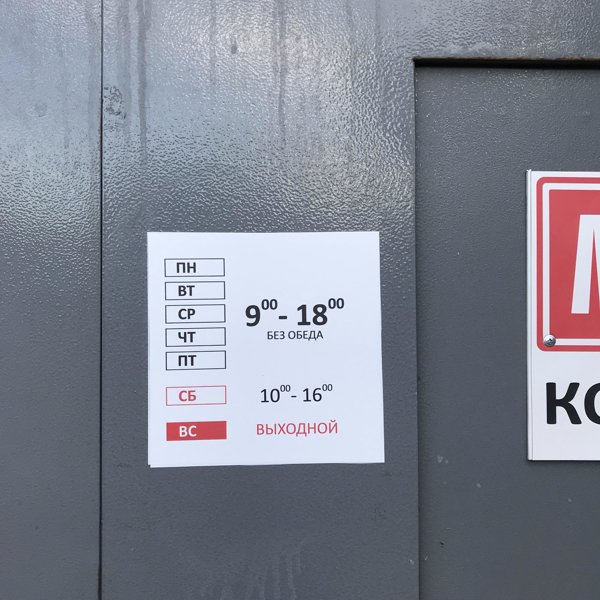 ПН
ВТ
СР
ЧТ
ПТ
9⁰⁰ - 18⁰⁰
БЕЗ ОБЕДА
СБ 10⁰⁰ - 16⁰⁰
ВС ВЫХОДНОЙ